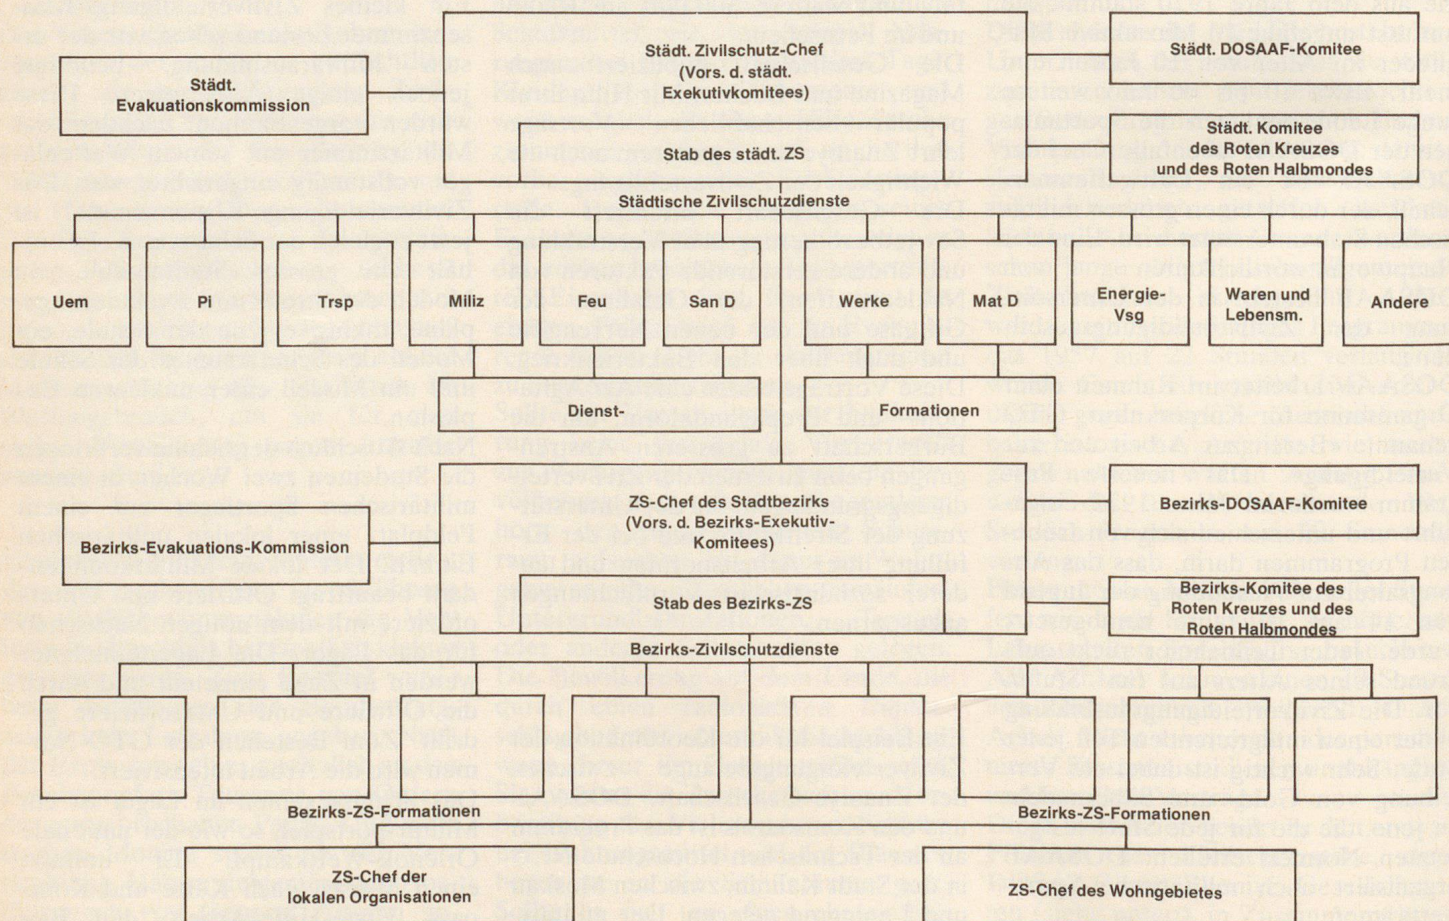 Städt. Zivilschutz-Chef
(Vors. d. städt.
Exekutivkomitees)
Städt. DOSAAF-Komitee
Städt.
Evakuationskommission
Städt. Komitee
des Roten Kreuzes
und des Roten Halbmondes
Stab des städt. ZS
Städtische Zivilschutzdienste
Uem
Pi
Trsp
Miliz
Feu
San D
Werke
Mat D
Energie-
Vsg
Waren und
Lebensm.
Andere
Dienst-
Formationen
ZS-Chef des Stadtbezirks
(Vors. d. Bezirks-Exekutiv-
Komitees)
Bezirks-DOSAAF-Komitee
Bezirks-Evakuations-Kommission
Stab des Bezirks-ZS
Bezirks-Komitee des
Roten Kreuzes und des
Roten Halbmondes
Bezirks-Zivilschutzdienste
Bezirks-ZS-Formationen
Bezirks-ZS-Formationen
ZS-Chef der
lokalen Organisationen
ZS-Chef des Wohngebietes